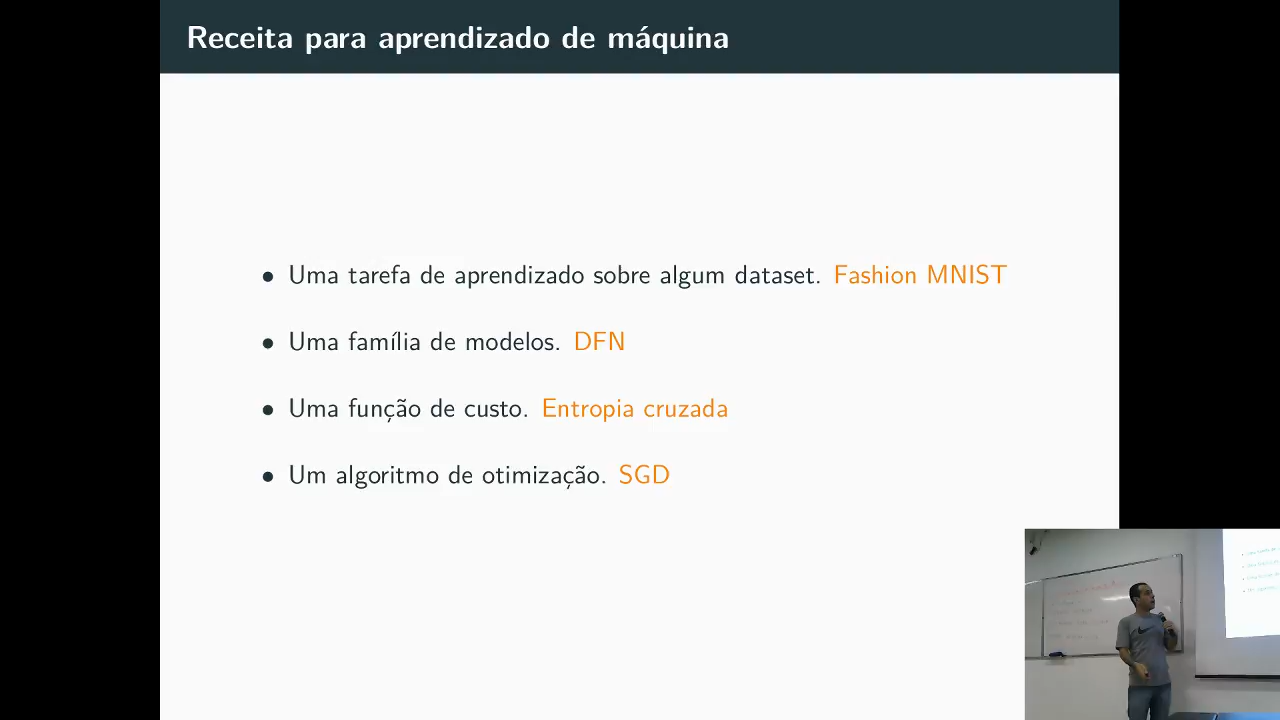 Receita para aprendizado de máquina
• Uma tarefa de aprendizado sobre algum dataset. Fashion MNIST
• Uma família de modelos. DFN
• Uma função de custo. Entropia cruzada
• Um algoritmo de otimização. SGD